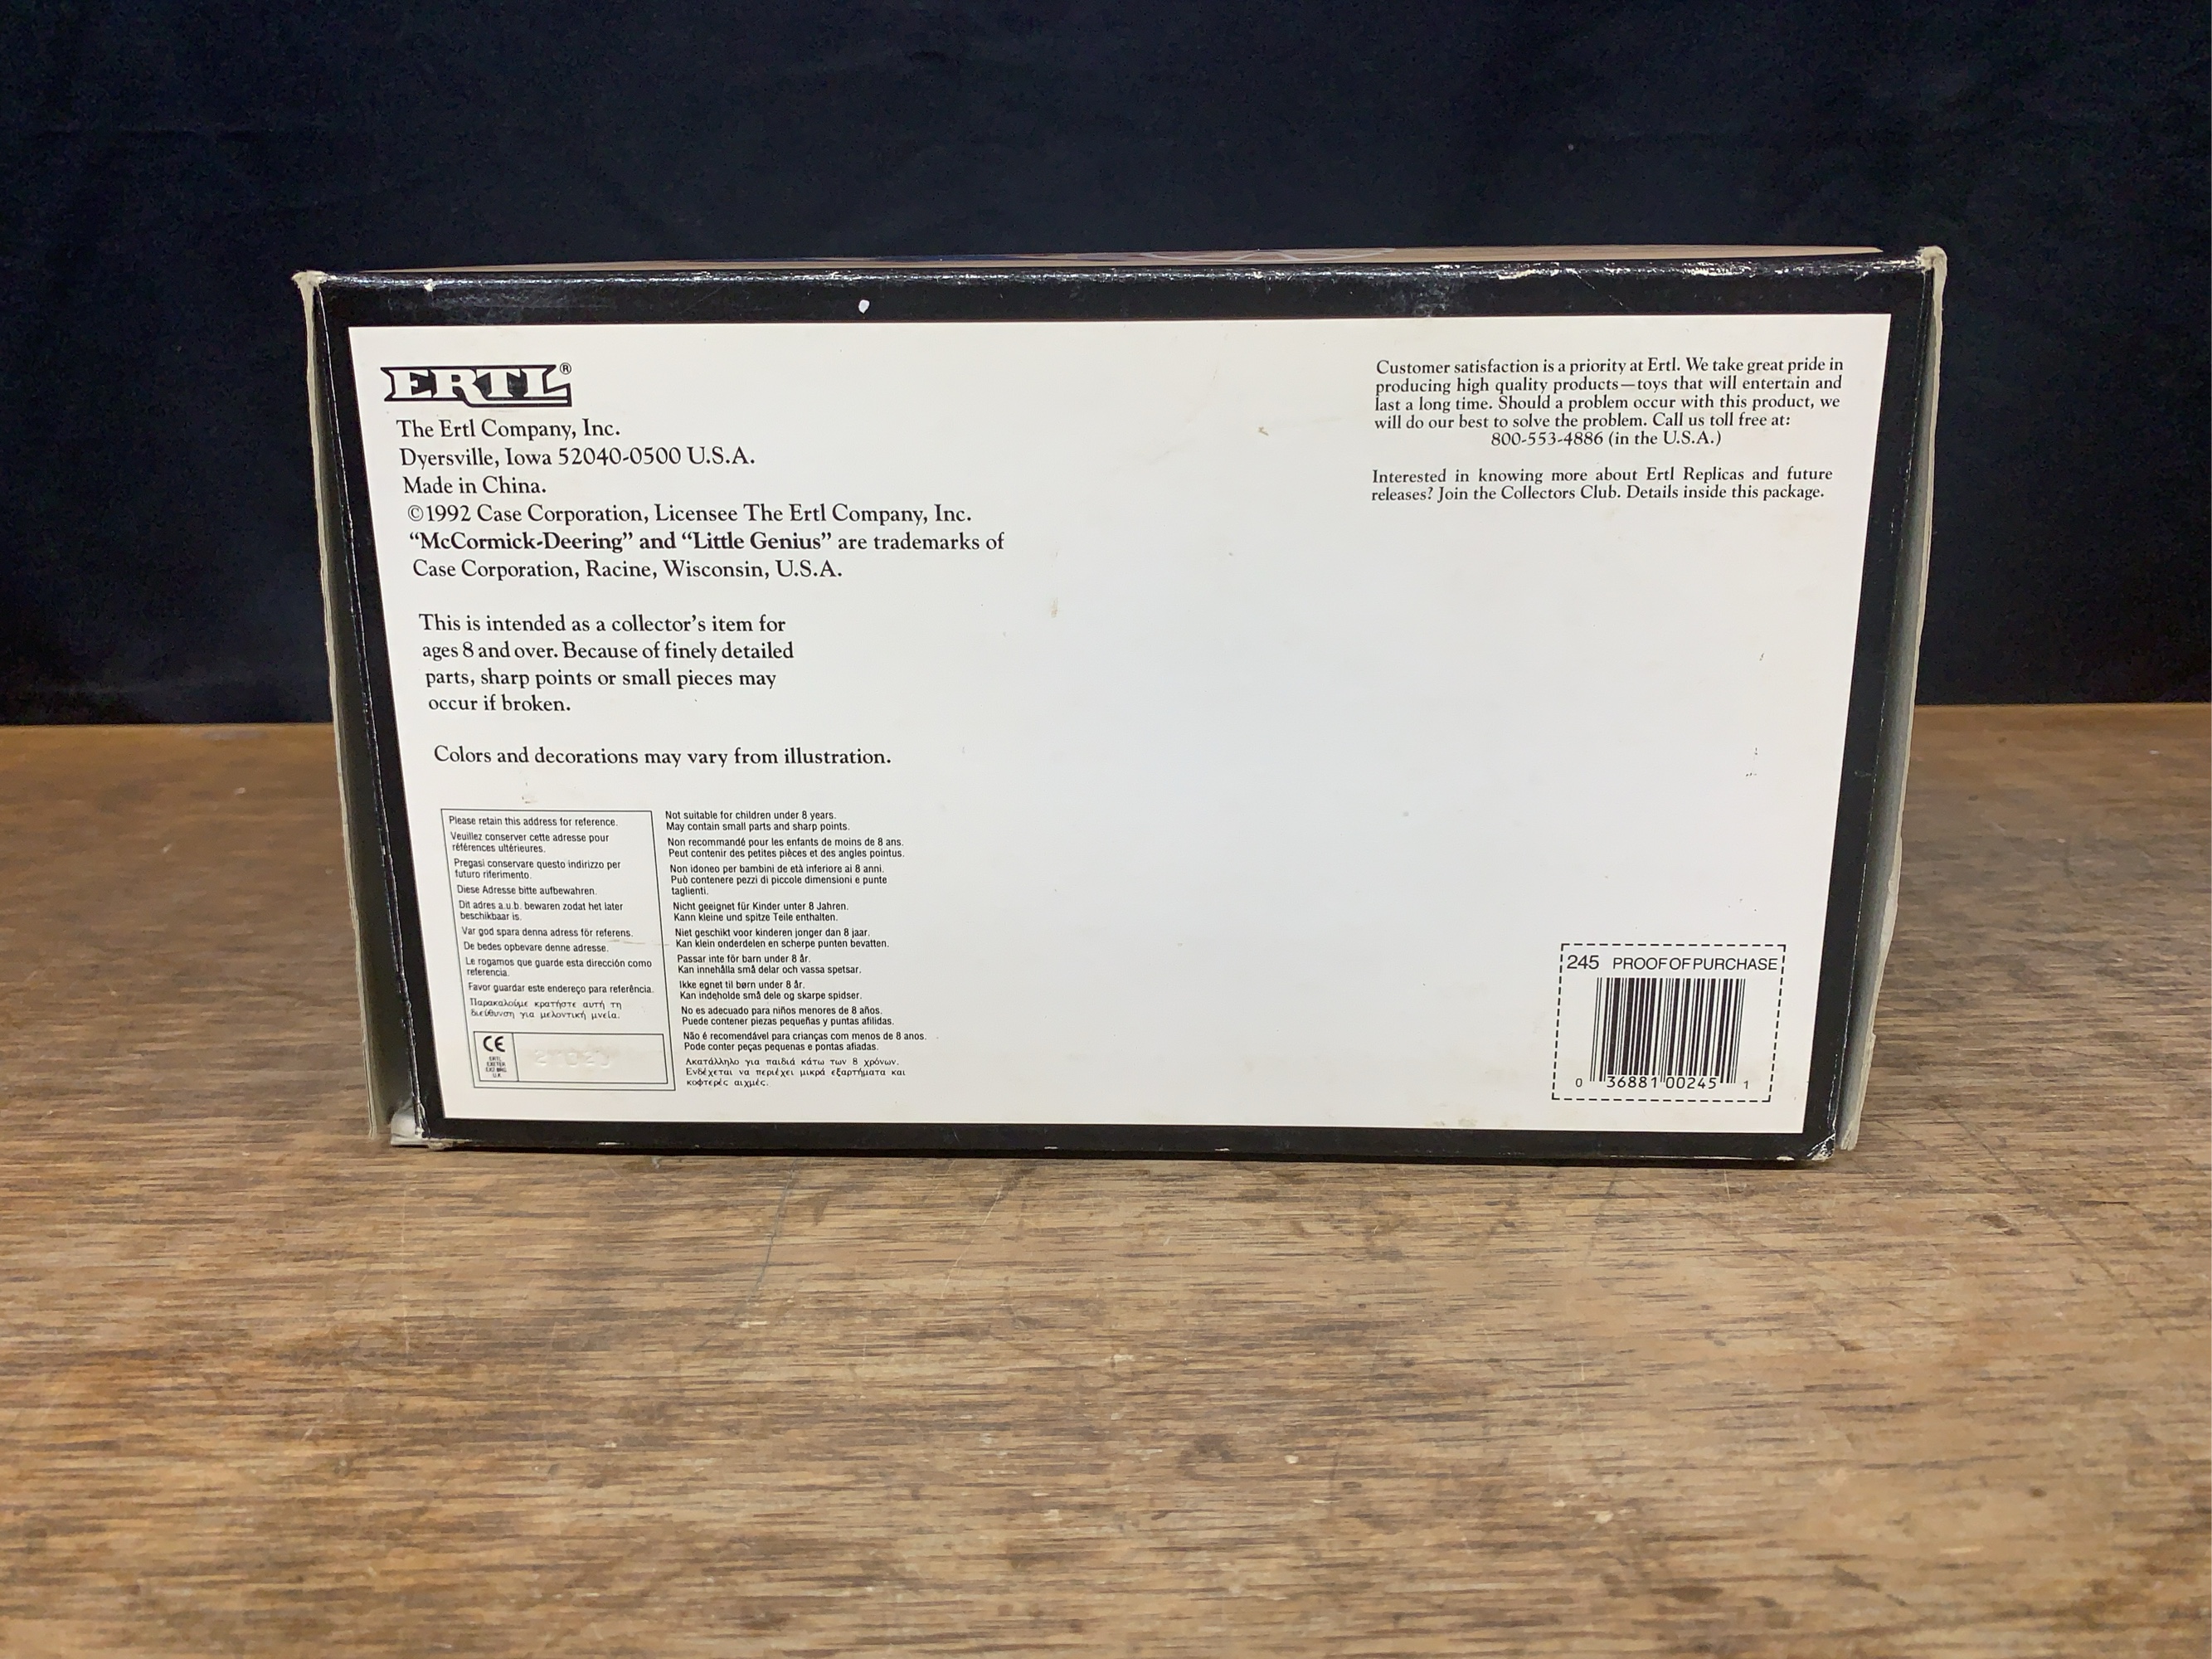 ERTL®
The Ertl Company, Inc.
Dyersville, Iowa 52040-0500 U.S.A.
Made in China.
©1992 Case Corporation, Licensee The Ertl Company, Inc.
“McCormick-Deering” and “Little Genius” are trademarks of
Case Corporation, Racine, Wisconsin, U.S.A.
This is intended as a collector’s item for
ages 8 and over. Because of finely detailed
parts, sharp points or small pieces may
occur if broken.
Colors and decorations may vary from illustration.
Please retain this address for reference.
Veuillez conserver cette adresse pour
références ultérieures.
Pregasi conservare questo indirizzo per
futuro riferimento.
Diese Adresse bitte aufbewahren.
Dit adres a.u.b. bewaren zodat het later
beschikbaar is.
Var god spara denna adress för referens.
De bedes opbevare denne adresse.
Le rogamos que guarde esta dirección como
referencia.
Favor guardar este endereço para referência.
Παρακαλούμε κρατήστε αυτή τη
διεύθυνση για μελοντική μνεία.
CE
ERTL
EXETER
U.K
Not suitable for children under 8 years.
May contain small parts and sharp points.
Non recommandé pour les enfants de moins de 8 ans.
Peut contenir des petites pièces et des angles pointus.
Non idoneo per bambini de età inferiore ai 8 anni.
Può contenere pezzi di piccole dimensioni e punte
taglienti.
Nicht geeignet für Kinder unter 8 Jahren.
Kann kleine und spitze Teile enthalten.
Niet geschikt voor kinderen jonger dan 8 jaar.
Kan klein onderdelen en scherpe punten bevatten.
Passar inte för barn under 8 år.
Kan innehålla små delar och vassa spetsar.
Ikke egnet til børn under 8 år.
Kan indeholde små dele og skarpe spidser.
No es adecuado para niños menores de 8 años.
Puede contener piezas pequeñas y puntas afilidas.
Não é recomendável para crianças com menos de 8 anos.
Pode conter peças pequenas e pontas afiadas.
Ακατάλληλο για παιδιά κάτω των 8 χρόνων.
Ενδέχεται να περιέχει μικρά εξαρτήματα και
κοφτερές αιχμές.
Customer satisfaction is a priority at Ertl. We take great pride in
producing high quality products—toys that will entertain and
last a long time. Should a problem occur with this product, we
will do our best to solve the problem. Call us toll free at:
800-553-4886 (in the U.S.A.)
Interested in knowing more about Ertl Replicas and future
releases? Join the Collectors Club. Details inside this package.
245 PROOF OF PURCHASE
0 36881 00245 1